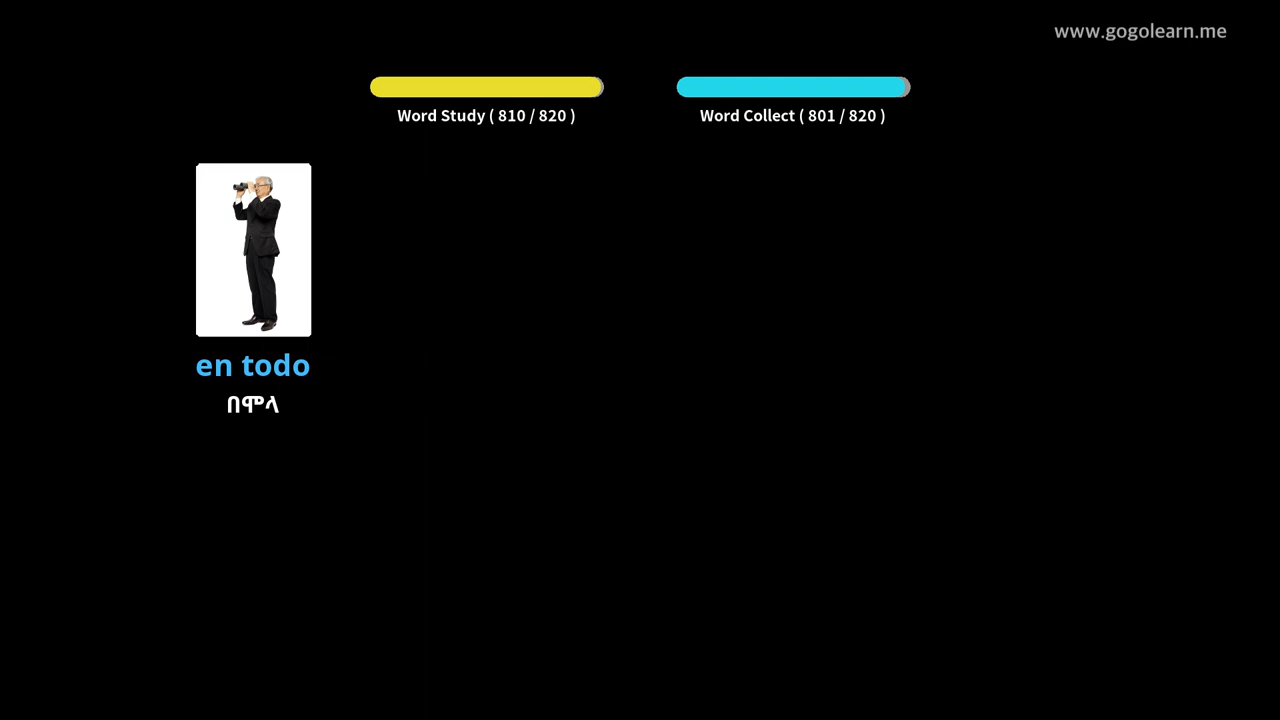 www.gogolearn.me
Word Study ( 810 / 820 )
Word Collect ( 801 / 820 )
en todo
በሞላ